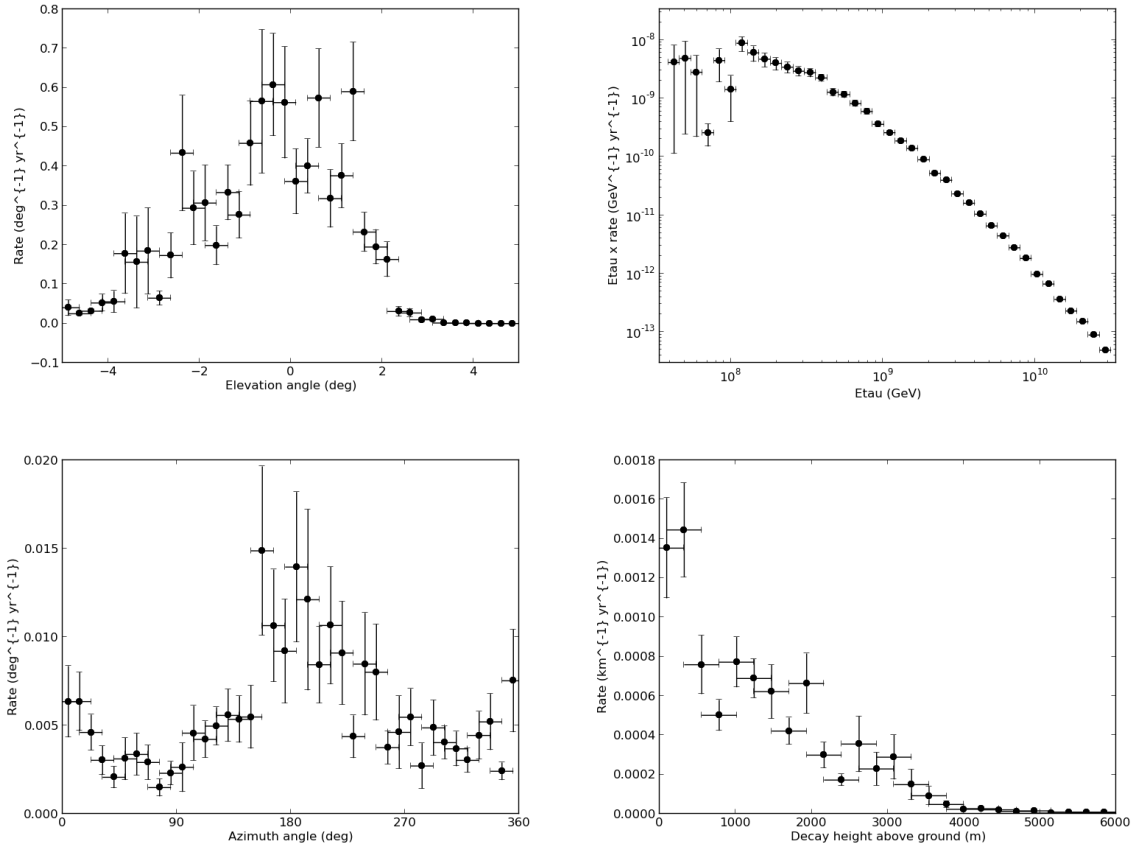 0.8
0.7
0.6
0.5
0.4
0.3
0.2
0.1
0.0
-0.1
Rate (deg^{-1} yr^{-1})
−4 −2 0 2 4
Elevation angle (deg)
10^-8
10^-9
10^-10
10^-11
10^-12
10^-13
Etau x rate (GeV^{-1} yr^{-1})
10^8 10^9 10^10
Etau (GeV)
0.020
0.015
0.010
0.005
0.000
Rate (deg^{-1} yr^{-1})
0 90 180 270 360
Azimuth angle (deg)
0.0018
0.0016
0.0014
0.0012
0.0010
0.0008
0.0006
0.0004
0.0002
0.0000
Rate (km^{-1} yr^{-1})
0 1000 2000 3000 4000 5000 6000
Decay height above ground (m)